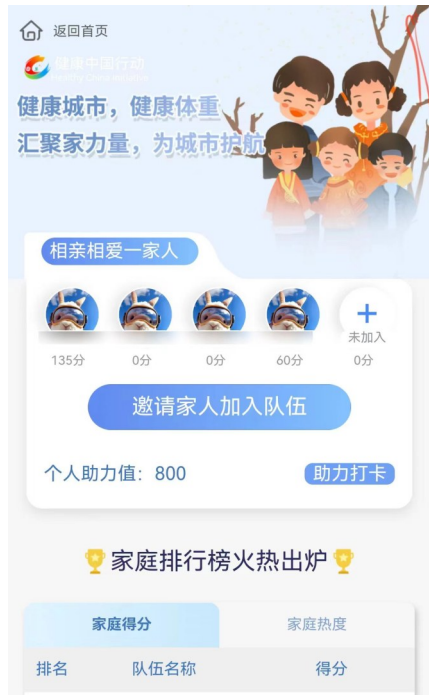 返回首页
健康中国行动
健康城市，健康体重
汇聚家力量，为城市护航
相亲相爱一家人
未加入
135分 0分 0分 60分 0分
邀请家人加入队伍
个人助力值：800 助力打卡
家庭排行榜火热出炉
家庭得分 家庭热度
排名 队伍名称 得分